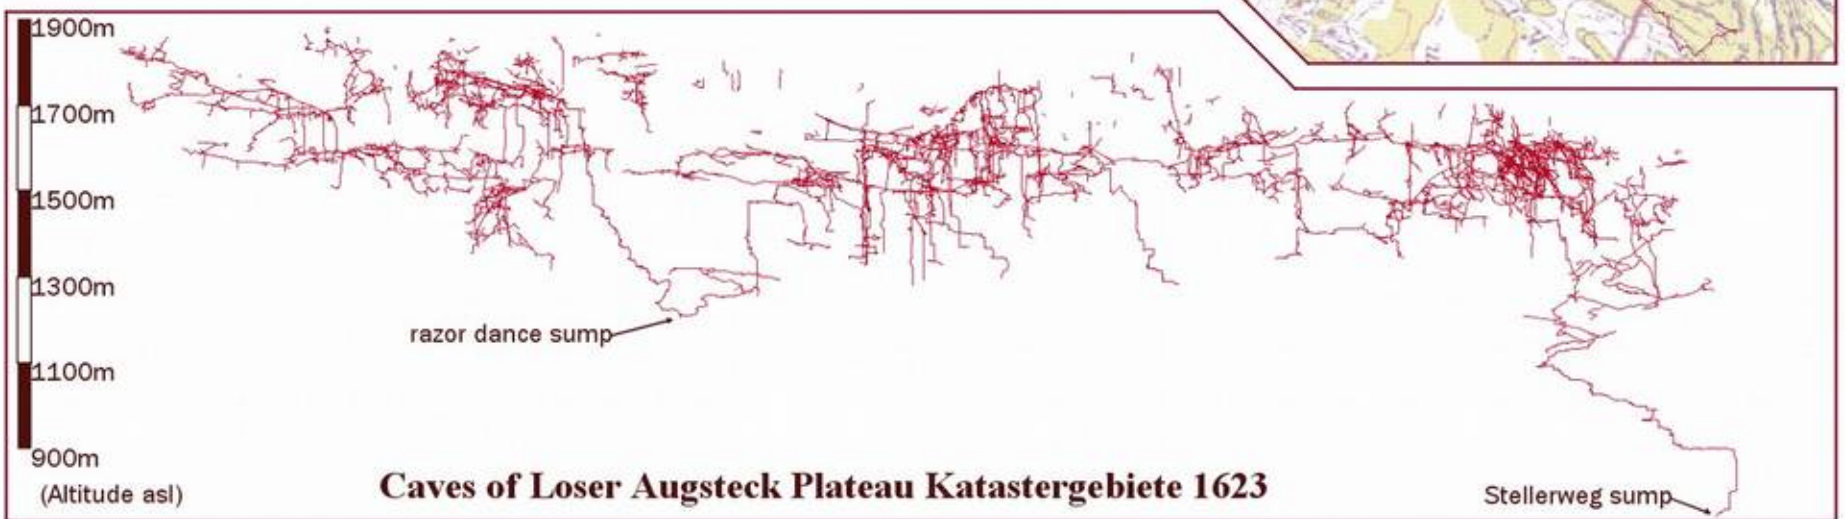 1900m
1700m
1500m
1300m
razor dance sump
1100m
900m
(Altitude asl)
Caves of Loser Augsteck Plateau Katastergebiete 1623
Stellerweg sump